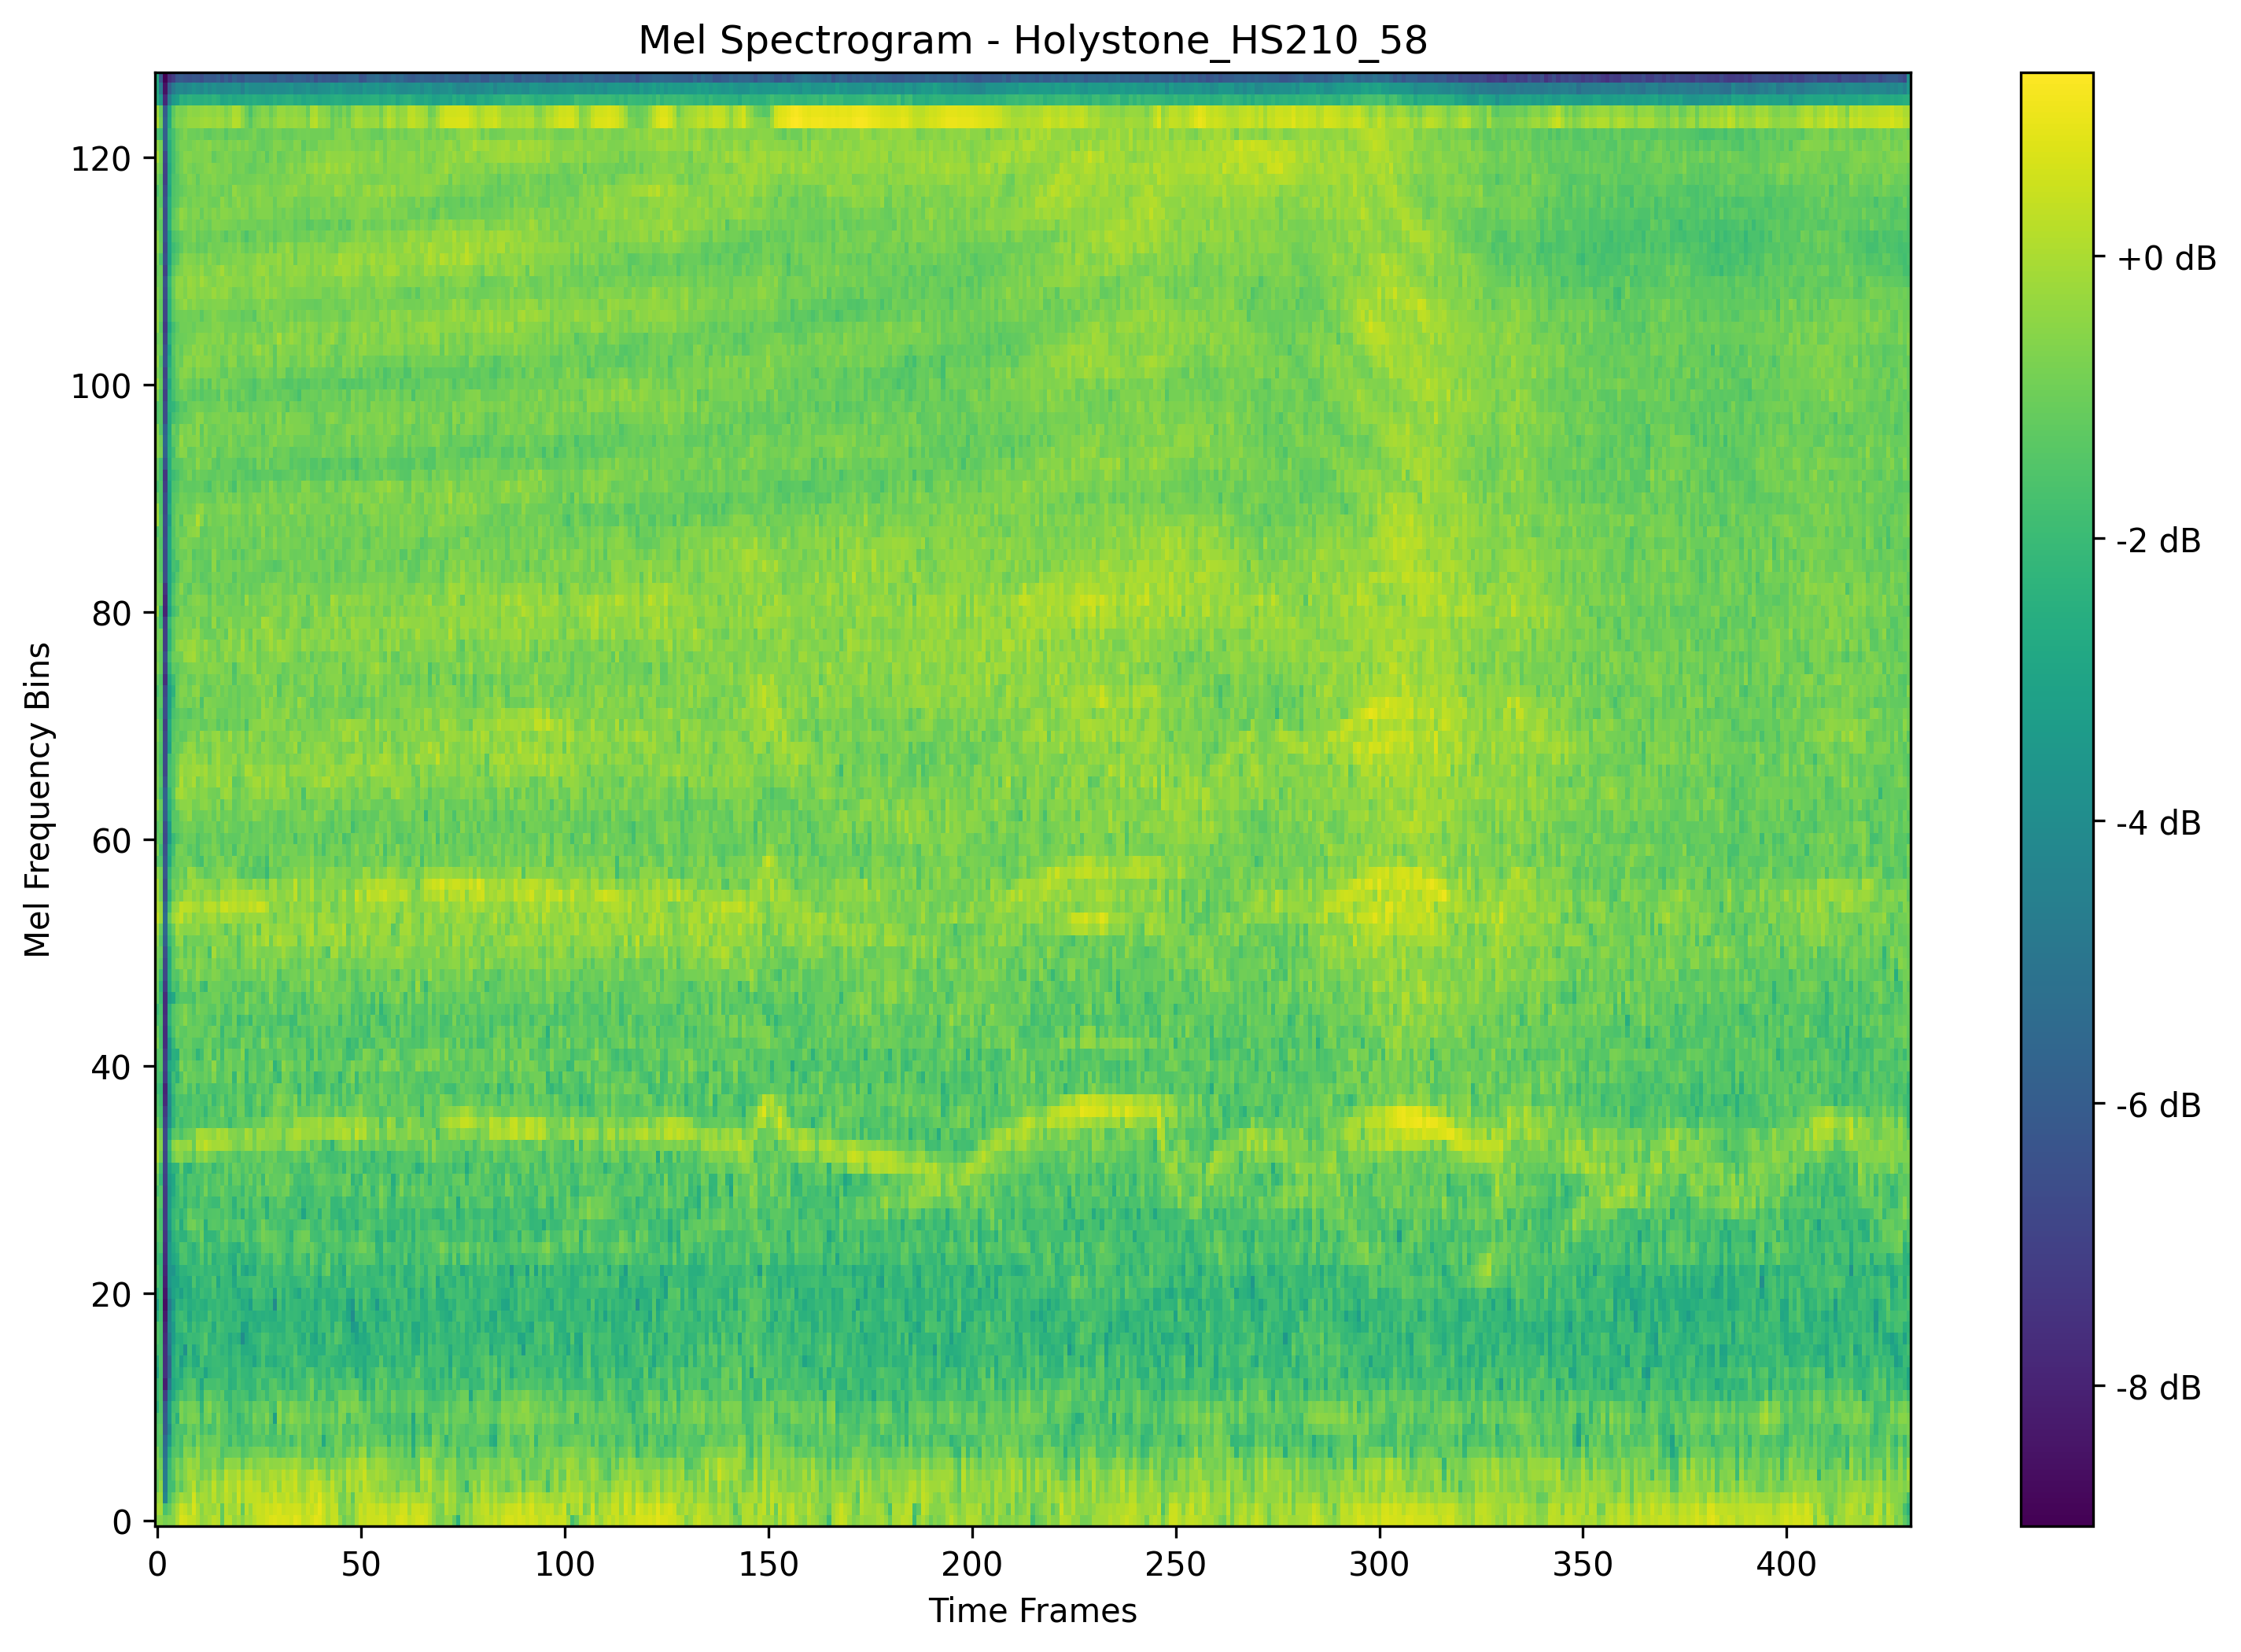 Mel Spectrogram - Holystone_HS210_58
Mel Frequency Bins
120
100
80
60
40
20
0
0 50 100 150 200 250 300 350 400
Time Frames
+0 dB
-2 dB
-4 dB
-6 dB
-8 dB